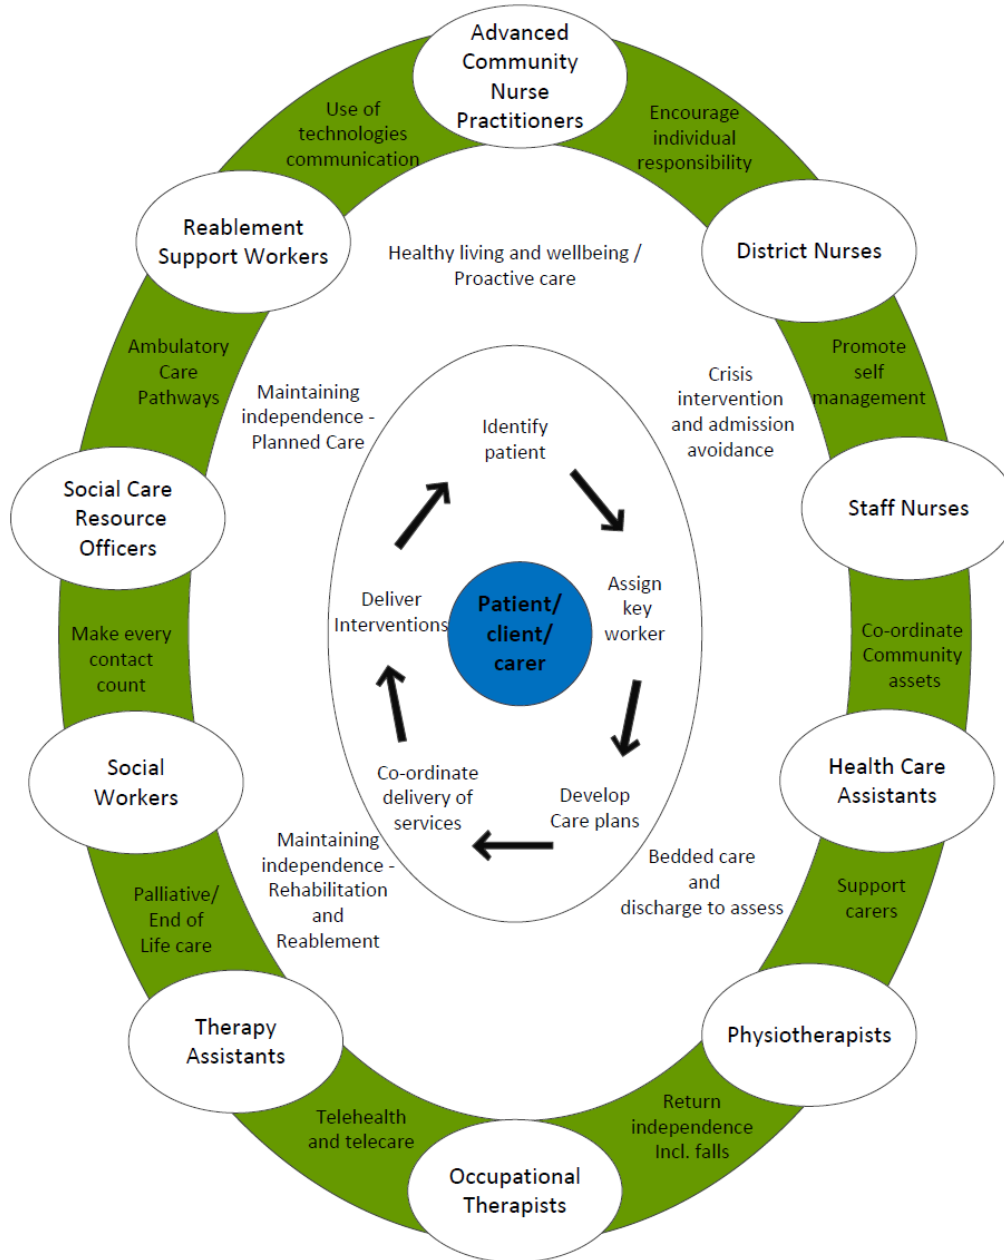 Advanced
Community
Nurse
Practitioners
Use of
technologies
communication
Encourage
individual
responsibility
Reablement
Support Workers
District Nurses
Healthy living and wellbeing /
Proactive care
Ambulatory
Care
Pathways
Promote
self
management
Maintaining
independence -
Planned Care
Crisis
intervention
and admission
avoidance
Identify
patient
Social Care
Resource
Officers
Staff Nurses
Deliver
Interventions
Patient/
client/
carer
Assign
key
worker
Make every
contact
count
Co-ordinate
Community
assets
Social
Workers
Health Care
Assistants
Co-ordinate
delivery of
services
Develop
Care plans
Maintaining
independence -
Rehabilitation
and
Reablement
Bedded care
and
discharge to assess
Palliative/
End of
Life care
Support
carers
Therapy
Assistants
Physiotherapists
Telehealth
and telecare
Return
independence
Incl. falls
Occupational
Therapists